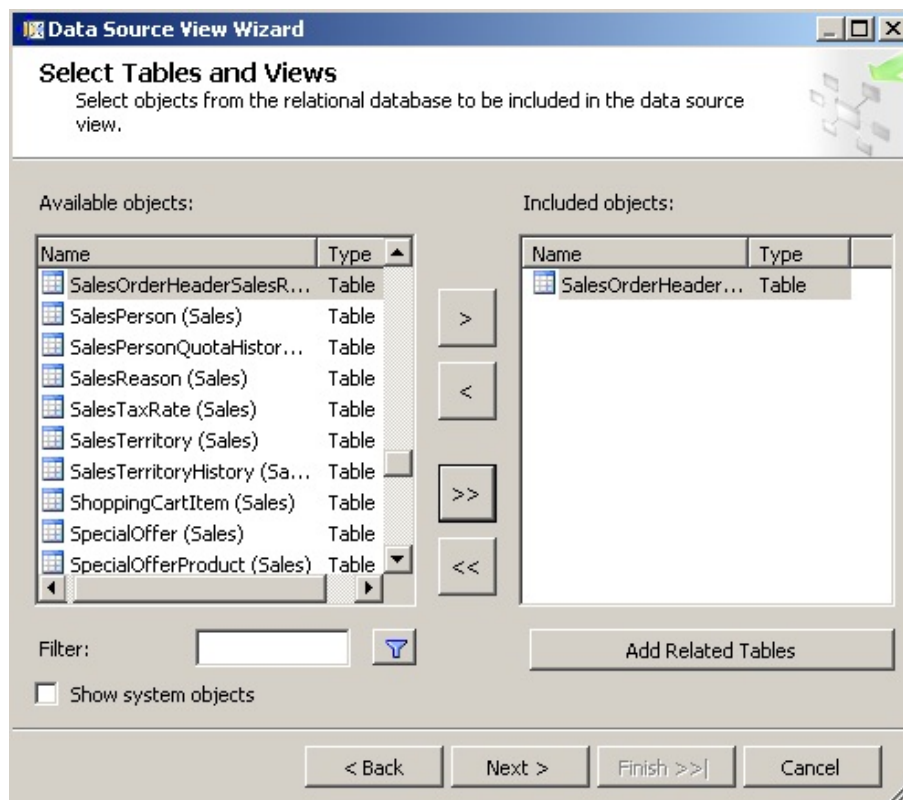 Data Source View Wizard
Select Tables and Views
Select objects from the relational database to be included in the data source
view.
Available objects:
Name Type
SalesOrderHeaderSalesR... Table
SalesPerson (Sales) Table
SalesPersonQuotaHistor... Table
SalesReason (Sales) Table
SalesTaxRate (Sales) Table
SalesTerritory (Sales) Table
SalesTerritoryHistory (Sa... Table
ShoppingCartItem (Sales) Table
SpecialOffer (Sales) Table
SpecialOfferProduct (Sales) Table
>
<
>>
<<
Included objects:
Name Type
SalesOrderHeader... Table
Filter:
Add Related Tables
Show system objects
< Back Next > Finish >>| Cancel